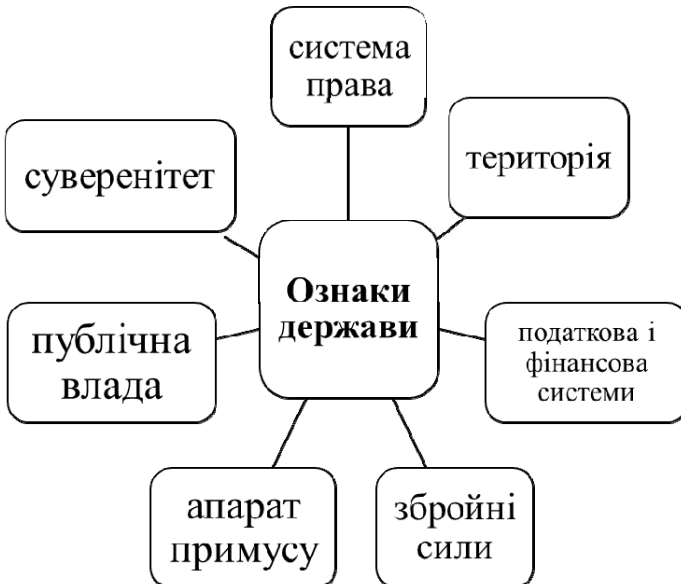 система
права
територія
суверенітет
Ознаки
держави
публічна
влада
податкова і
фінансова
системи
апарат
примусу
збройні
сили